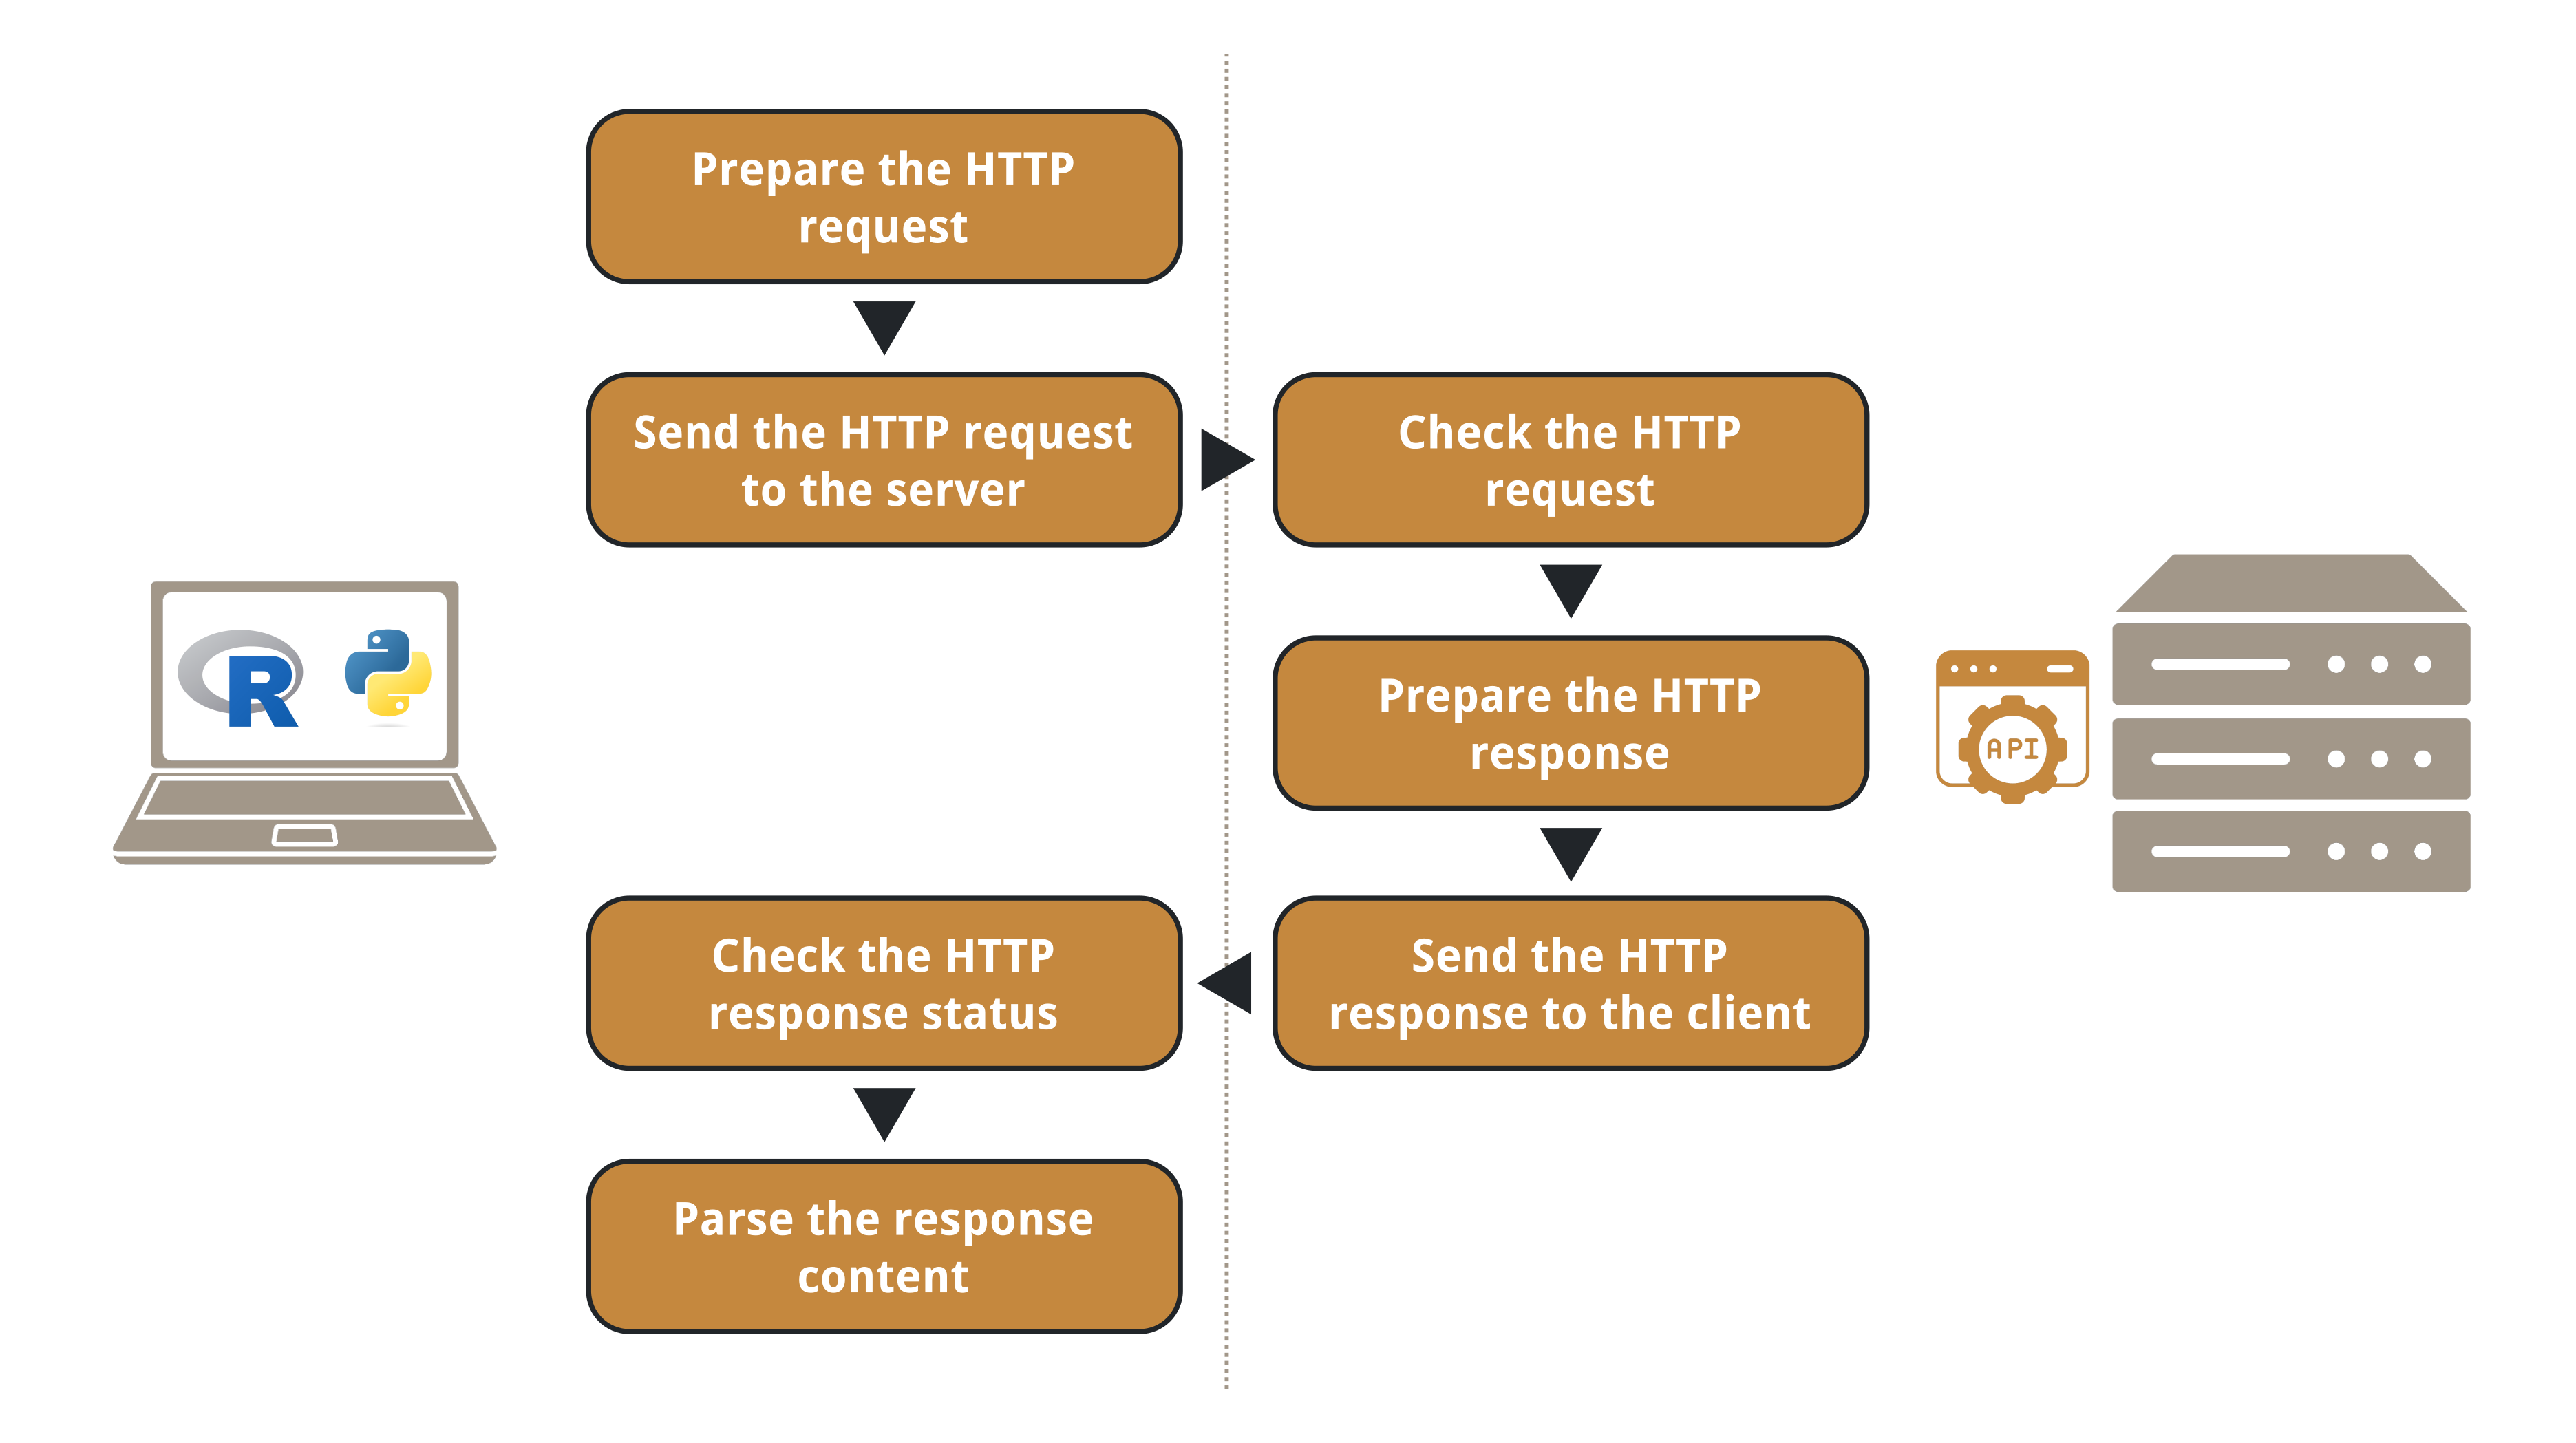 Prepare the HTTP
request
Send the HTTP request
to the server
Check the HTTP
request
Prepare the HTTP
response
Send the HTTP
response to the client
Check the HTTP
response status
Parse the response
content
R
API